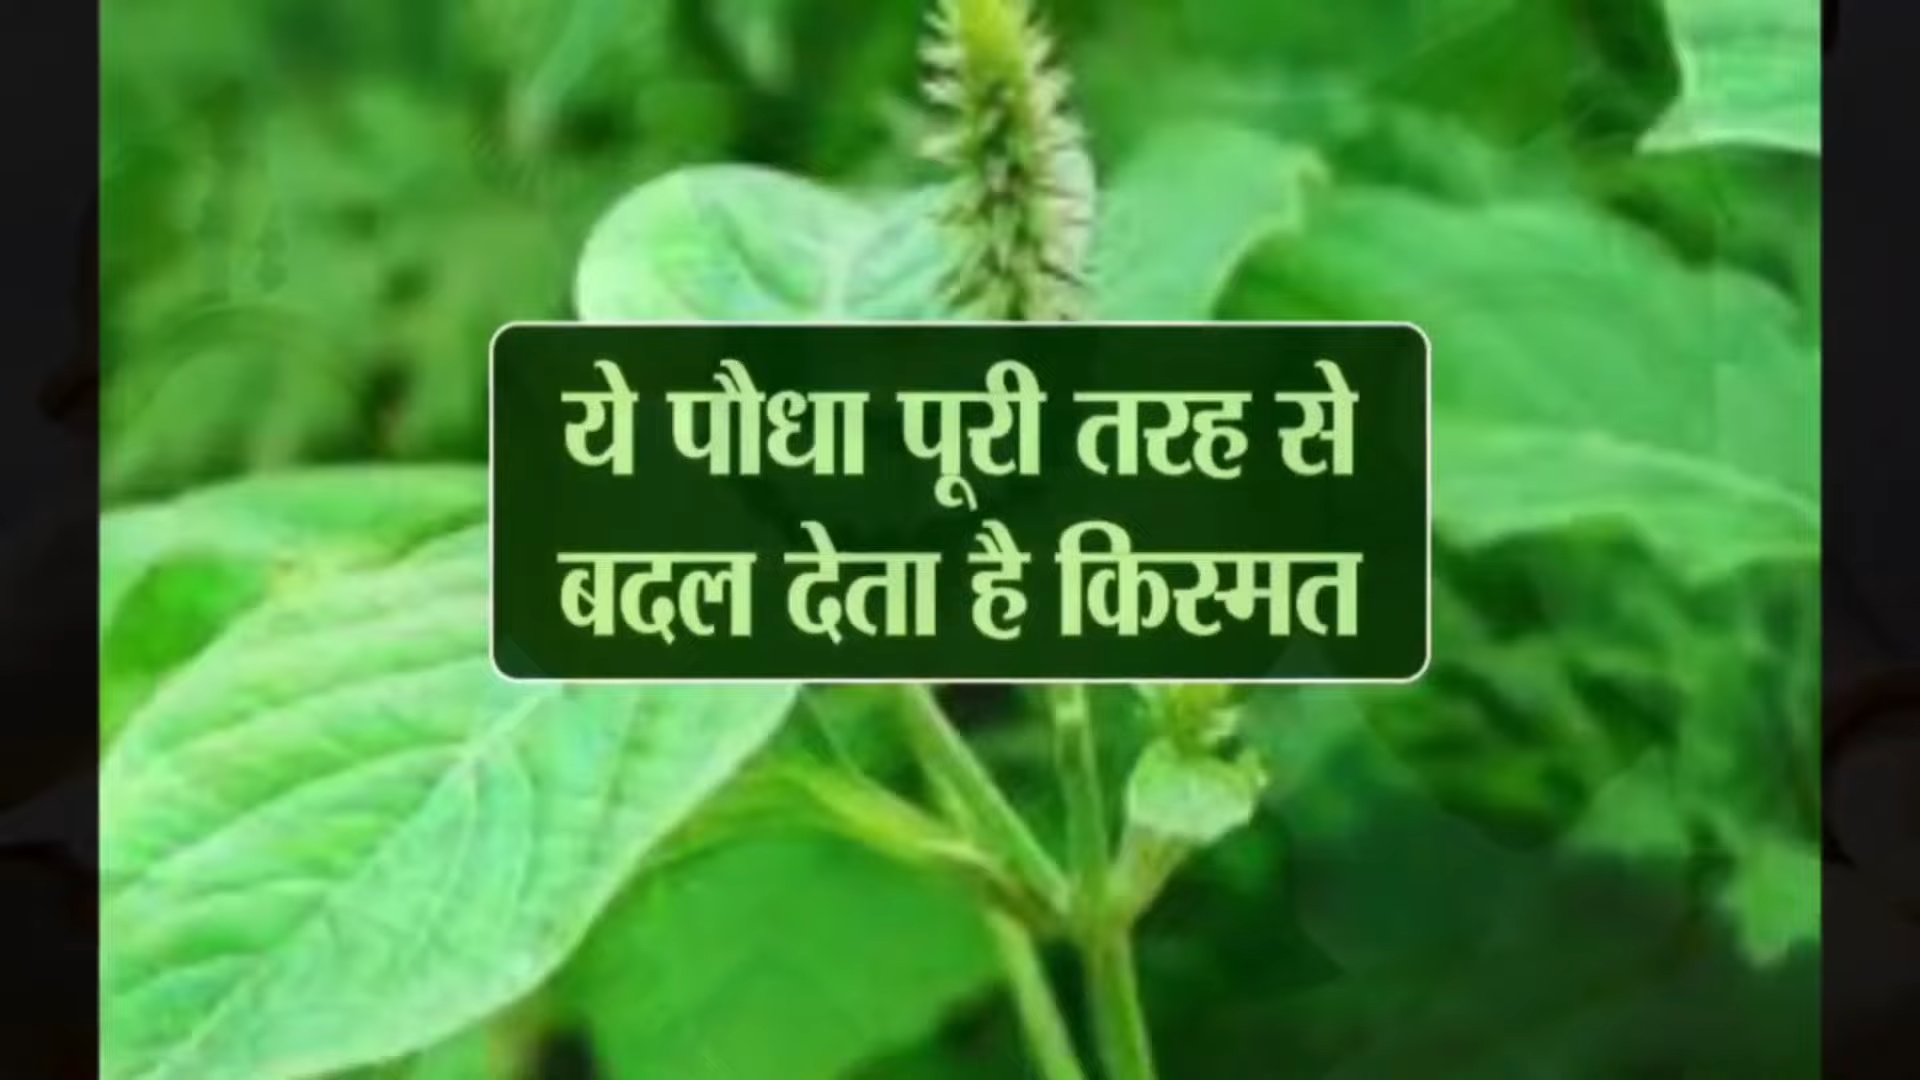 ये पौधा पूरी तरह से
बदल देता है किस्मत